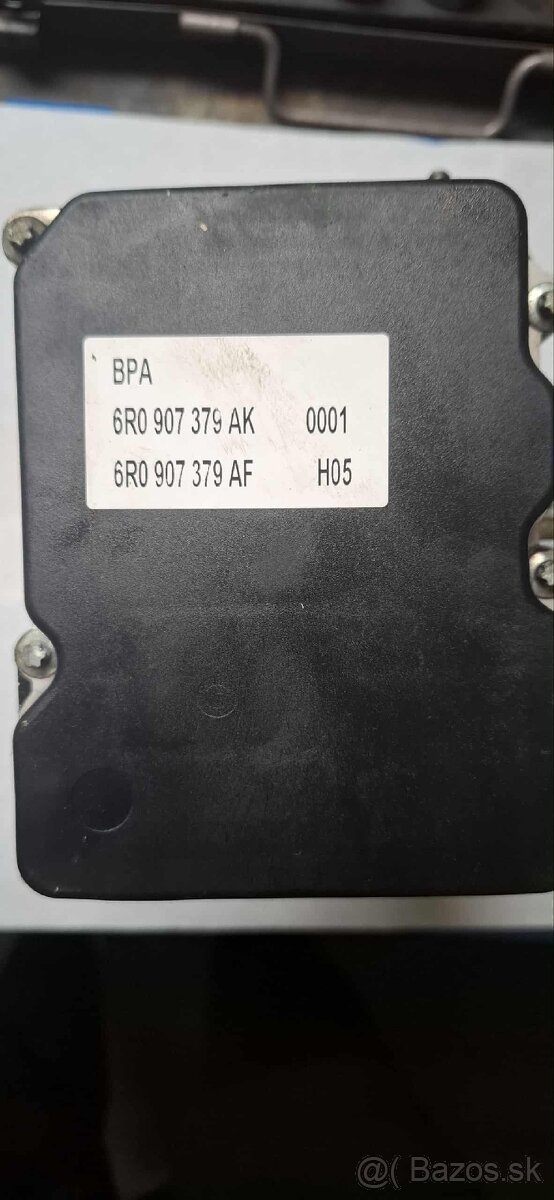 BPA
6R0 907 379 AK 0001
6R0 907 379 AF H05
@( Bazos.sk